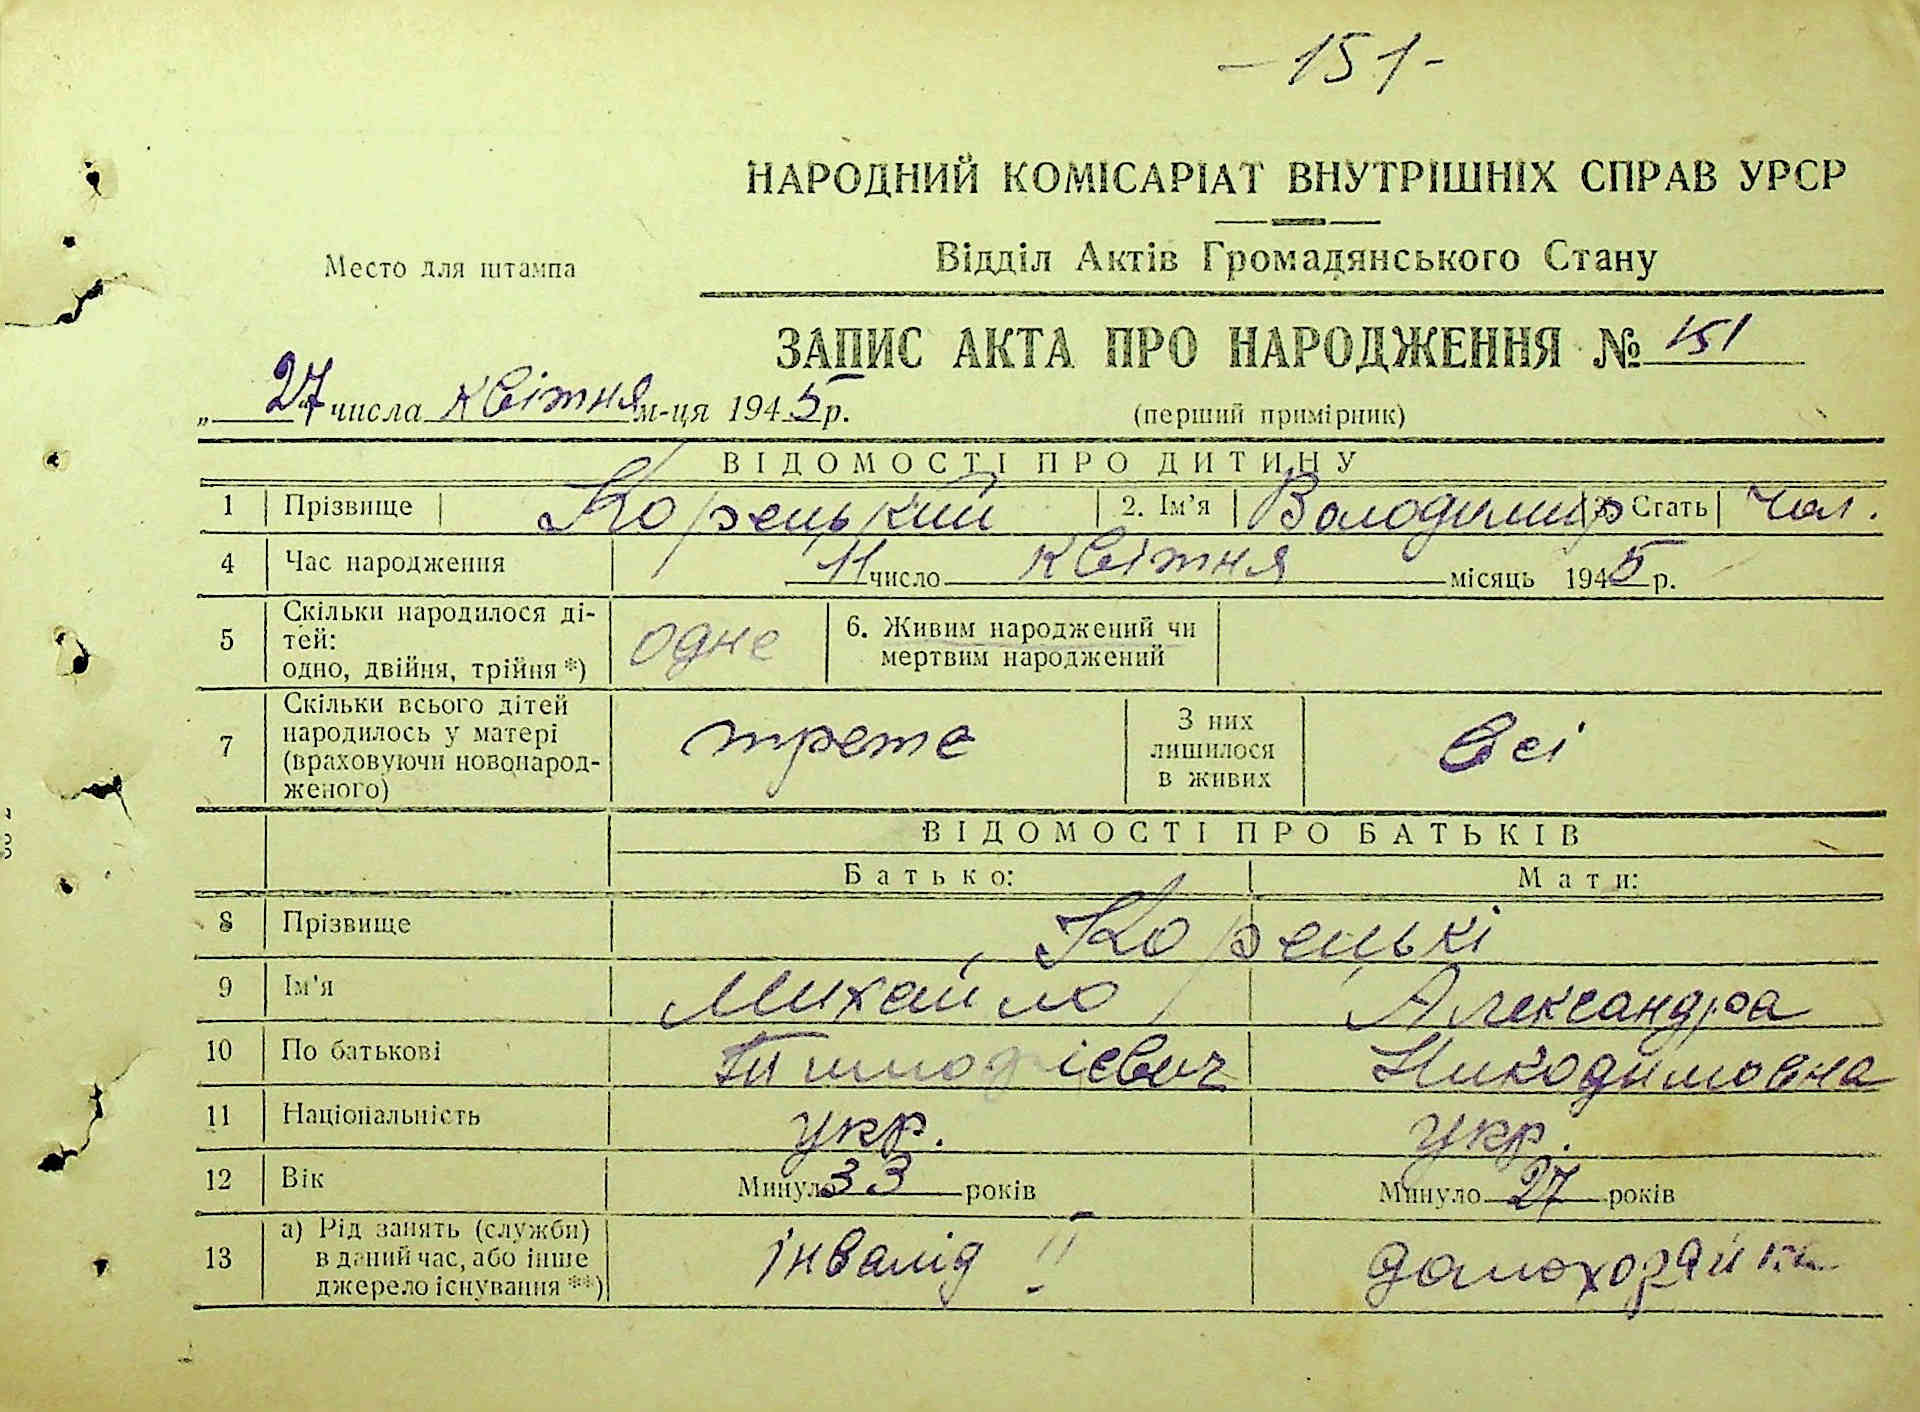 - 151 -
НАРОДНИЙ КОМІСАРІАТ ВНУТРІШНІХ СПРАВ УРСР
Место для штампа
Відділ Актів Громадянського Стану
ЗАПИС АКТА ПРО НАРОДЖЕННЯ № 151
„ 27 " числа квітня м-ця 1945 р.
(перший примірник)
ВІДОМОСТІ ПРО ДИТИНУ
1 Прізвище Корецький 2. Ім'я Володимир 3. Стать Чол.
4 Час народження 11 число квітня місяць 1945 р.
5 Скільки народилося ді-
тей:
одно, двійня, трійня *) одне
6. Живим народжений чи
мертвим народжений
7 Скільки всього дітей
народилось у матері
(враховуючи новонарод-
женого) третє
З них
лишилося
в живих Всі
ВІДОМОСТІ ПРО БАТЬКІВ
Батько: Мати:
8 Прізвище Корецькі
9 Ім'я Михайло Александра
10 По батькові Тимофієвич Никодимовна
11 Національність укр. укр.
12 Вік Минуло 33 років Минуло 27 років
13 а) Рід занять (служби)
в даний час, або інше
джерело існування **) інвалід II домохозяйка